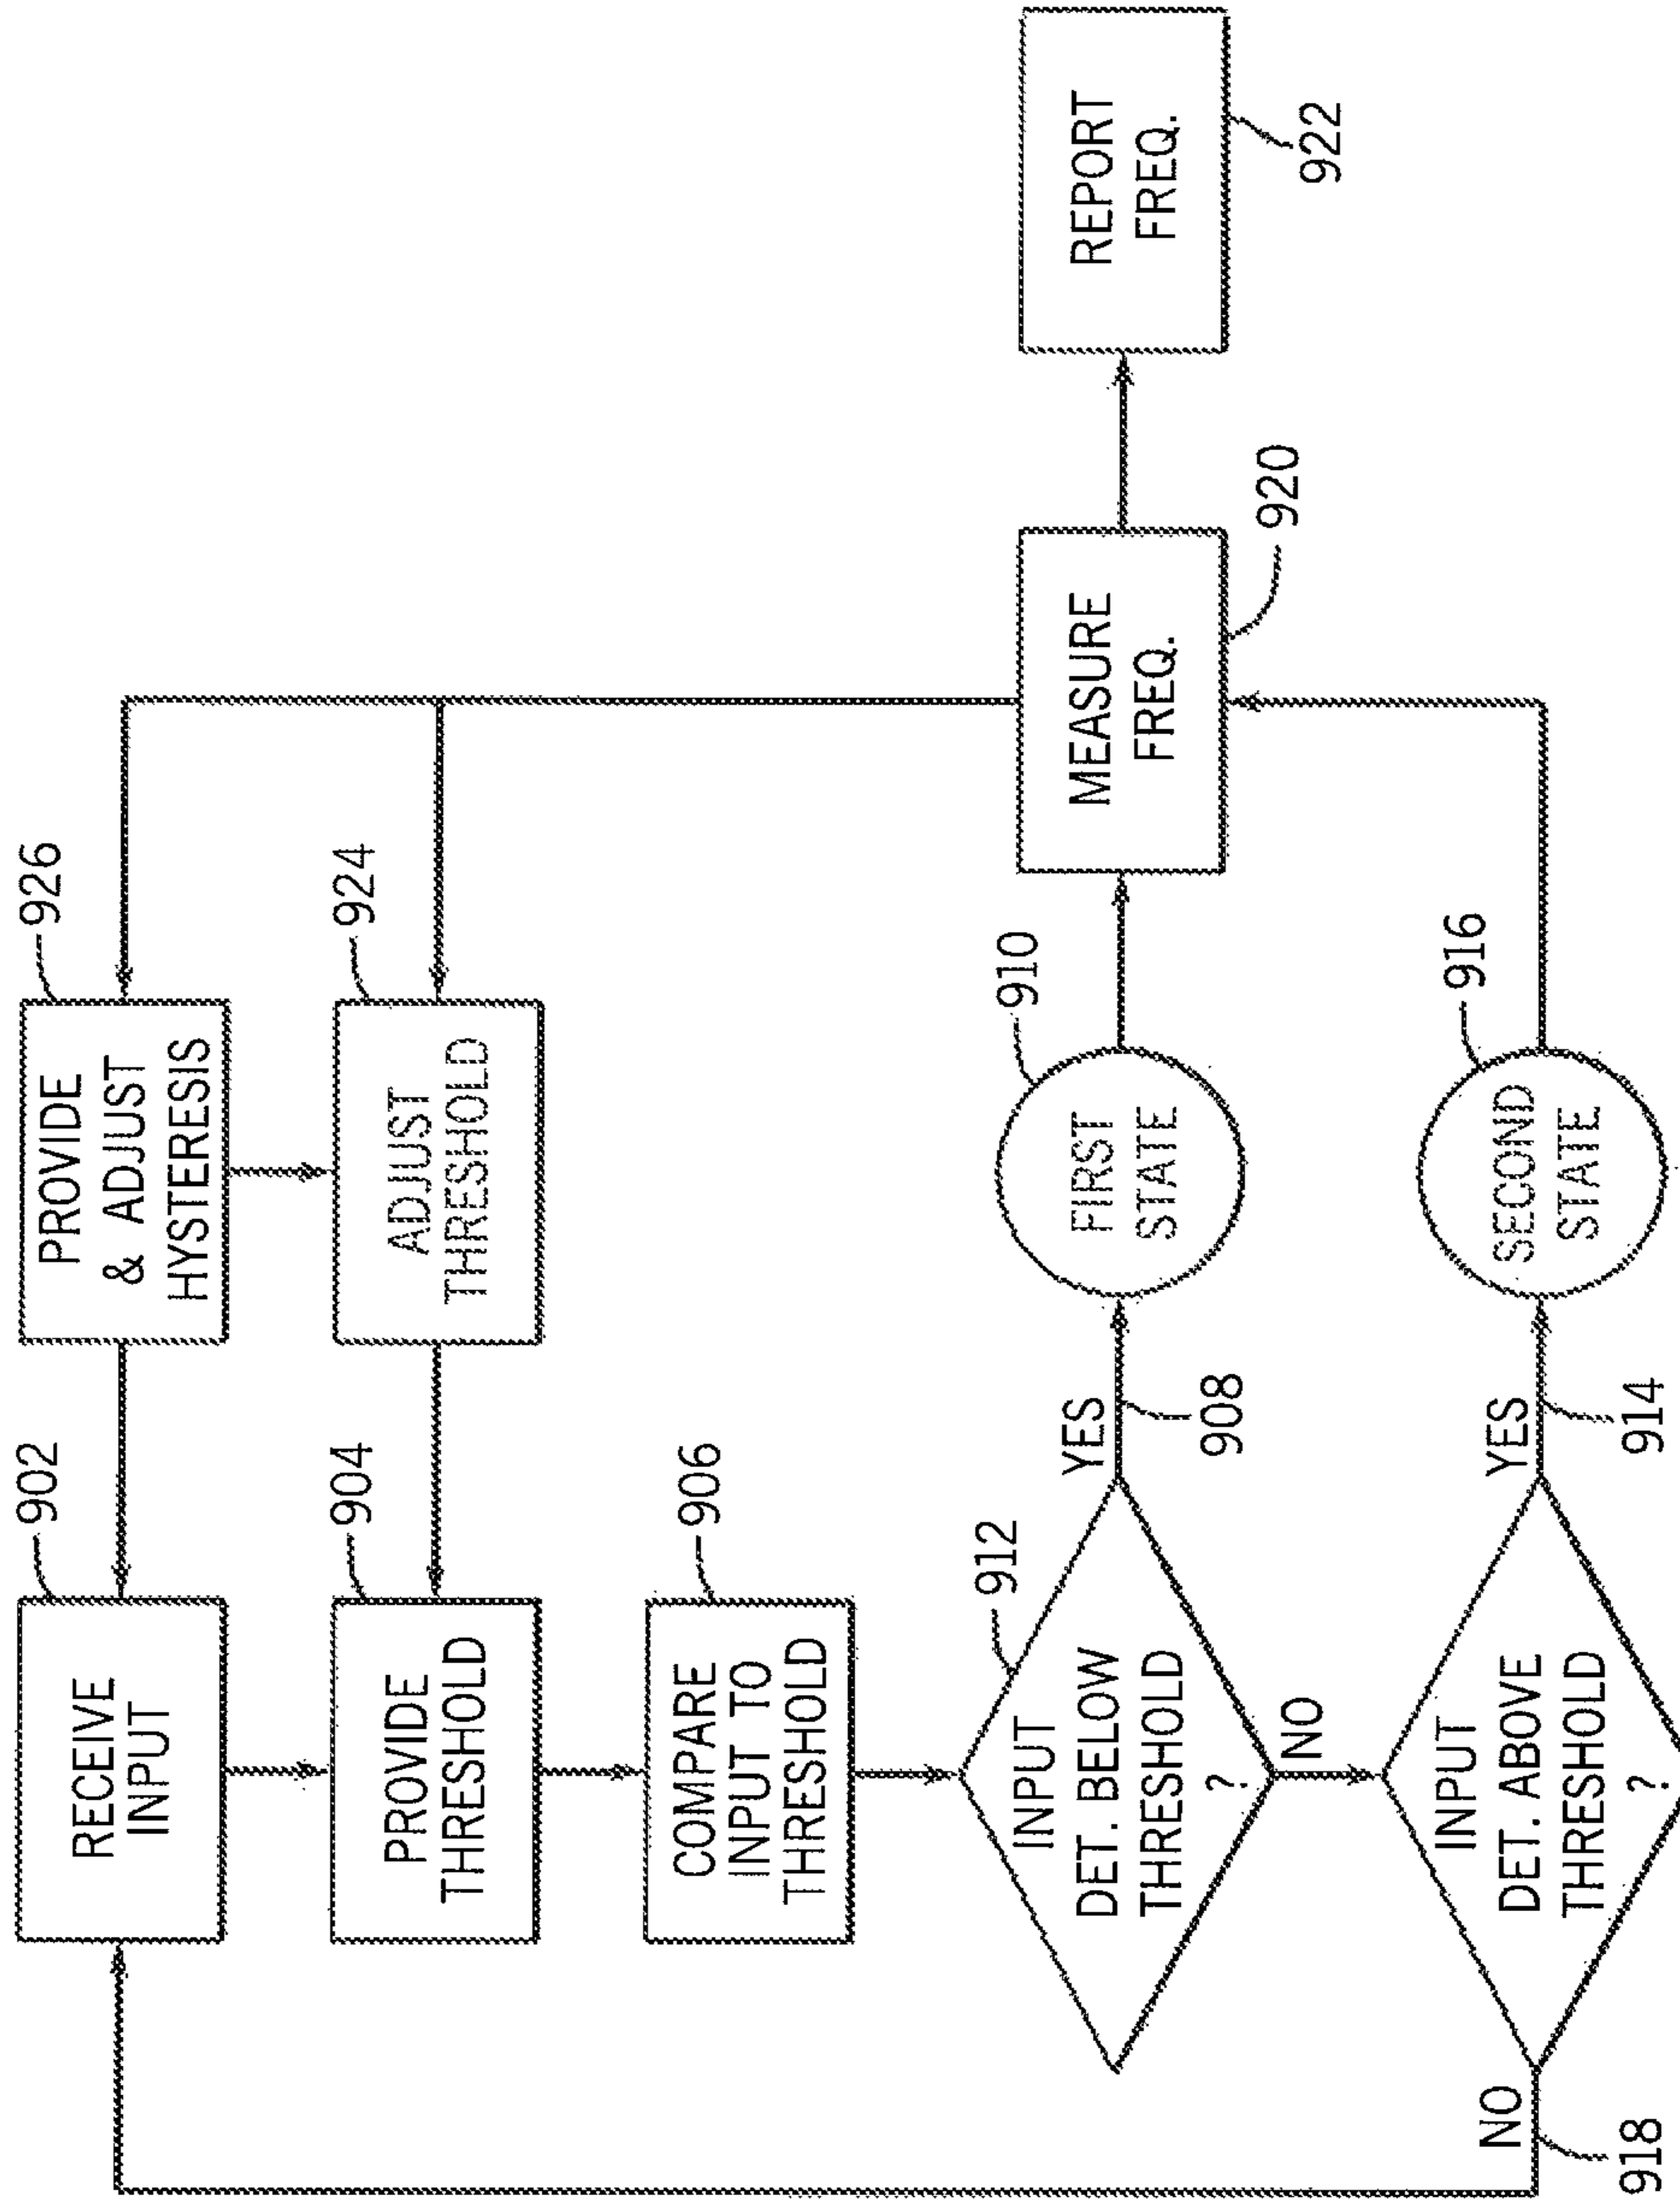 902
RECEIVE
INPUT
926
PROVIDE
& ADJUST
HYSTERESIS
904
PROVIDE
THRESHOLD
924
ADJUST
THRESHOLD
906
COMPARE
INPUT TO
THRESHOLD
912
INPUT
DET. BELOW
THRESHOLD
?
YES
908
910
FIRST
STATE
MEASURE
FREQ.
920
REPORT
FREQ.
922
NO
INPUT
DET. ABOVE
THRESHOLD
?
YES
914
916
SECOND
STATE
NO
918